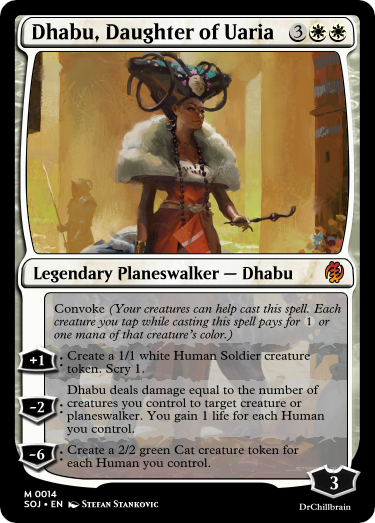 Dhabu, Daughter of Uaria 3
Legendary Planeswalker — Dhabu
Convoke (Your creatures can help cast this spell. Each
creature you tap while casting this spell pays for 1 or
one mana of that creature's color.)
+1 : Create a 1/1 white Human Soldier creature
token. Scry 1.
Dhabu deals damage equal to the number of
-2 : creatures you control to target creature or
planeswalker. You gain 1 life for each Human
you control.
-6 : Create a 2/2 green Cat creature token for
each Human you control.
3
M 0014
SOJ • EN Stefan Stankovic
DrChillbrain